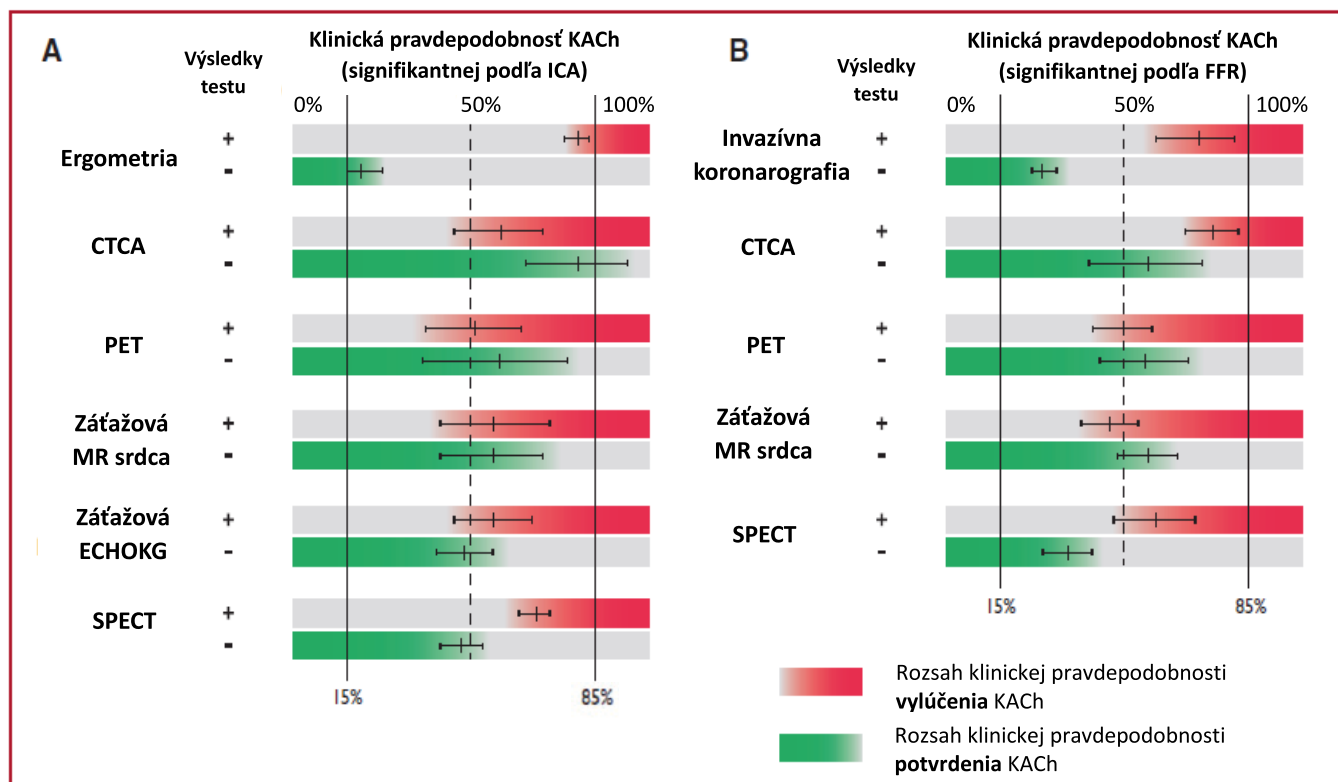 A
Klinická pravdepodobnosť KACh
(signifikantnej podľa ICA)
Výsledky
testu
0% 50% 100%
Ergometria
+
-
CTCA
+
-
PET
+
-
Záťažová
MR srdca
+
-
Záťažová
ECHOKG
+
-
SPECT
+
-
15% 85%
B
Klinická pravdepodobnosť KACh
(signifikantnej podľa FFR)
Výsledky
testu
0% 50% 100%
Invazívna
koronarografia
+
-
CTCA
+
-
PET
+
-
Záťažová
MR srdca
+
-
SPECT
+
-
15% 85%
Rozsah klinickej pravdepodobnosti
vylúčenia KACh
Rozsah klinickej pravdepodobnosti
potvrdenia KACh